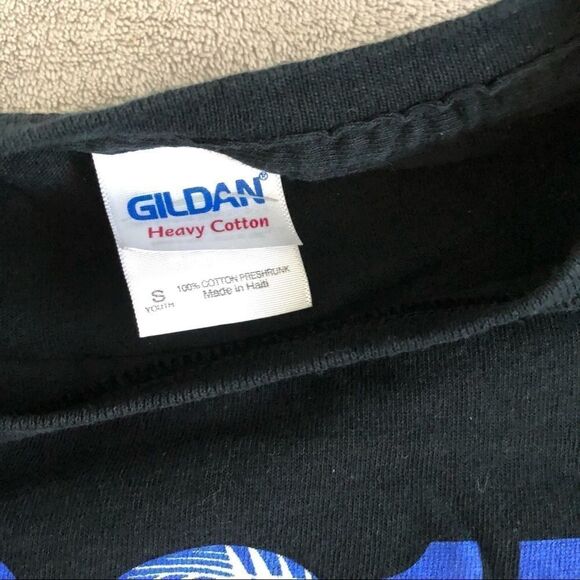 GILDAN®
Heavy Cotton
S
YOUTH
100% COTTON PRESHRUNK
Made in Haiti